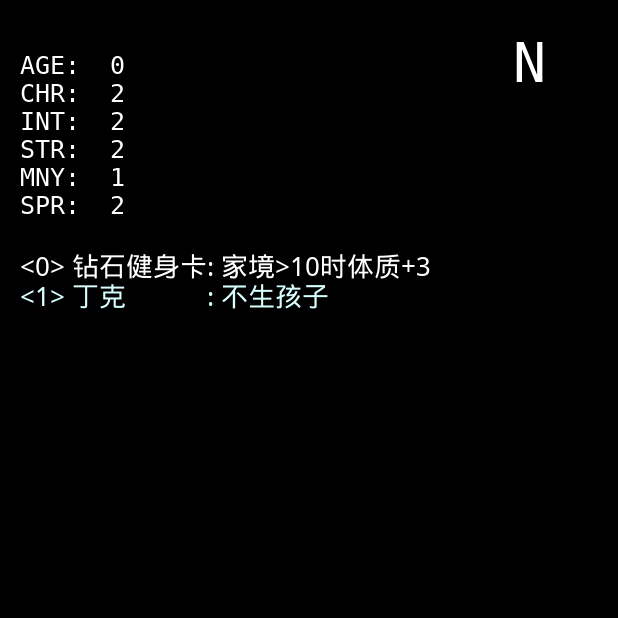 N
AGE: 0
CHR: 2
INT: 2
STR: 2
MNY: 1
SPR: 2
<0> 钻石健身卡: 家境>10时体质+3
<1> 丁克 : 不生孩子